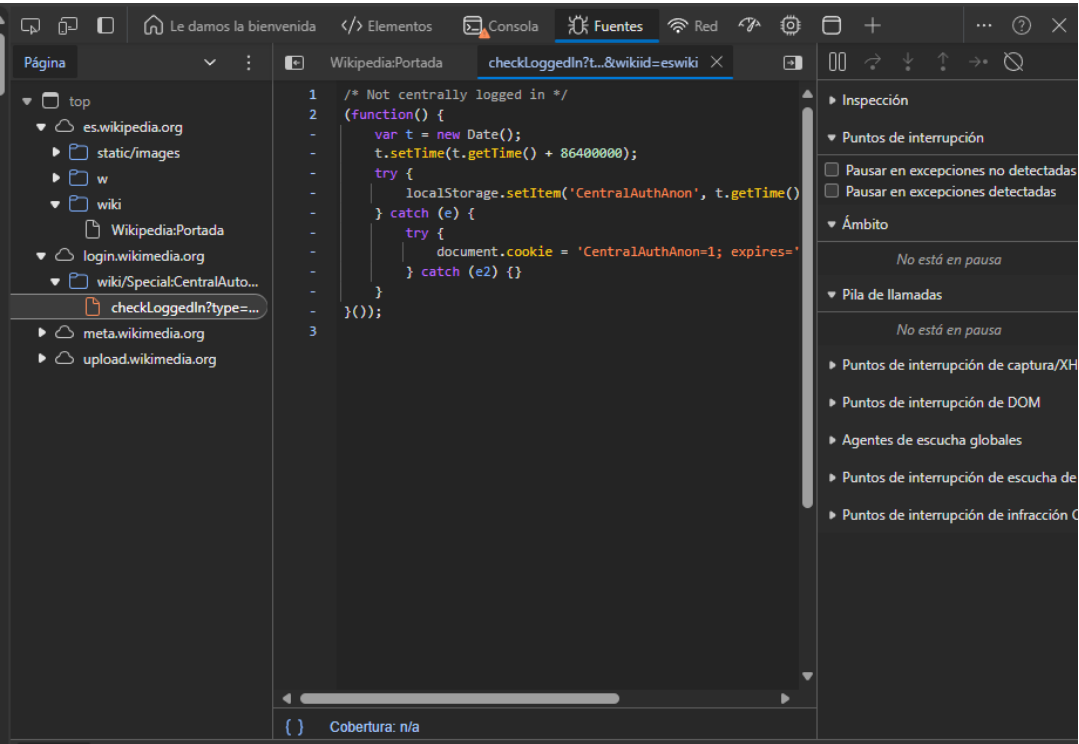 Le damos la bienvenida
Elementos
Consola
Fuentes
Red
Página
Wikipedia:Portada
checkLoggedIn?t...&wikiid=eswiki
top
es.wikipedia.org
static/images
w
wiki
Wikipedia:Portada
login.wikimedia.org
wiki/Special:CentralAuto...
checkLoggedIn?type=...
meta.wikimedia.org
upload.wikimedia.org
1 /* Not centrally logged in */
2 (function() {
- var t = new Date();
- t.setTime(t.getTime() + 86400000);
- try {
- localStorage.setItem('CentralAuthAnon', t.getTime()
- } catch (e) {
- try {
- document.cookie = 'CentralAuthAnon=1; expires='
- } catch (e2) {}
- }
- }());
3
{ } Cobertura: n/a
Inspección
Puntos de interrupción
Pausar en excepciones no detectadas
Pausar en excepciones detectadas
Ámbito
No está en pausa
Pila de llamadas
No está en pausa
Puntos de interrupción de captura/XH
Puntos de interrupción de DOM
Agentes de escucha globales
Puntos de interrupción de escucha de
Puntos de interrupción de infracción C